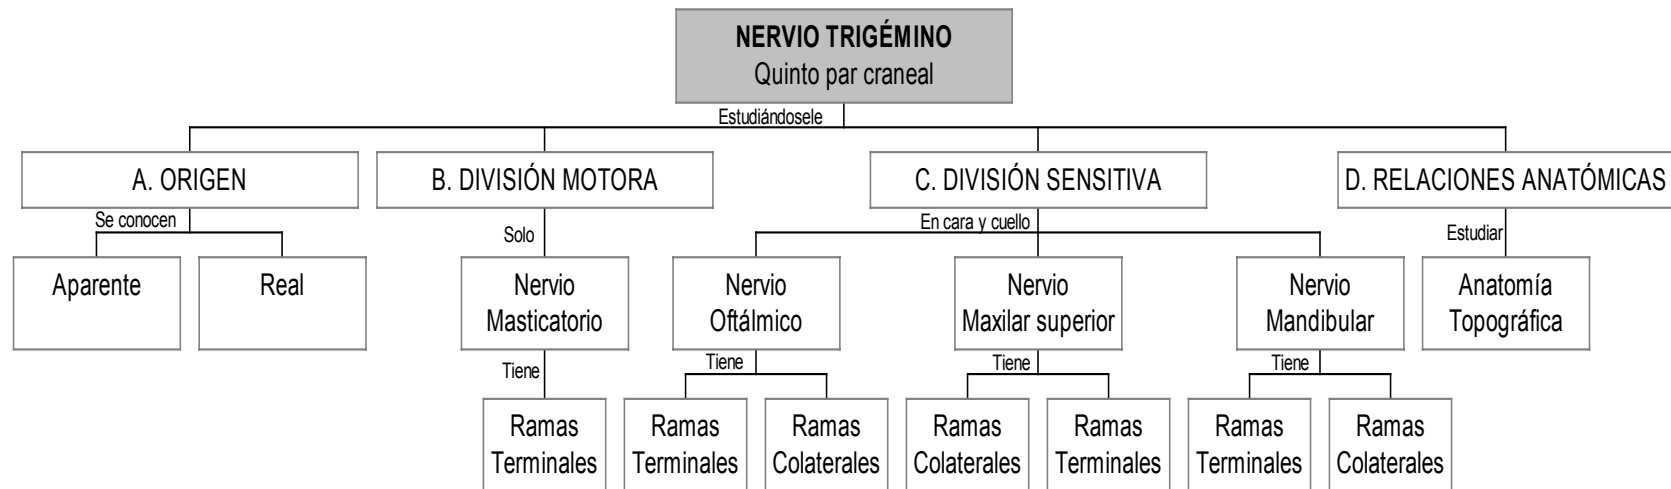 NERVIO TRIGÉMINO
Quinto par craneal
Estudiándosele
A. ORIGEN
B. DIVISIÓN MOTORA
C. DIVISIÓN SENSITIVA
D. RELACIONES ANATÓMICAS
Se conocen
Solo
En cara y cuello
Estudiar
Aparente
Real
Nervio
Masticatorio
Nervio
Oftálmico
Nervio
Maxilar superior
Nervio
Mandibular
Anatomía
Topográfica
Tiene
Tiene
Tiene
Tiene
Ramas
Terminales
Ramas
Terminales
Ramas
Colaterales
Ramas
Colaterales
Ramas
Terminales
Ramas
Terminales
Ramas
Colaterales